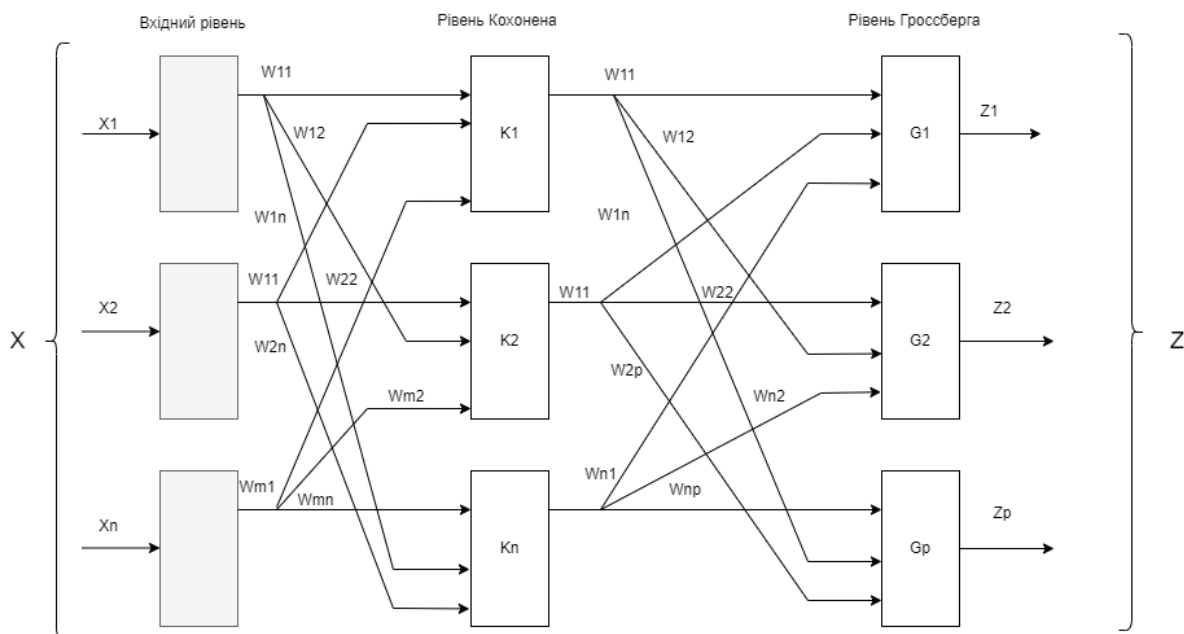 Вхідний рівень
Рівень Кохонена
Рівень Гроссберга
W11
W11
X1
W12
K1
W12
G1
Z1
W1n
W1n
W11
W22
W11
W22
X2
Z2
X
W2n
K2
W2p
G2
Z
Wm2
Wn2
Wm1
Wmn
Wn1
Wnp
Xn
Kn
Gp
Zp